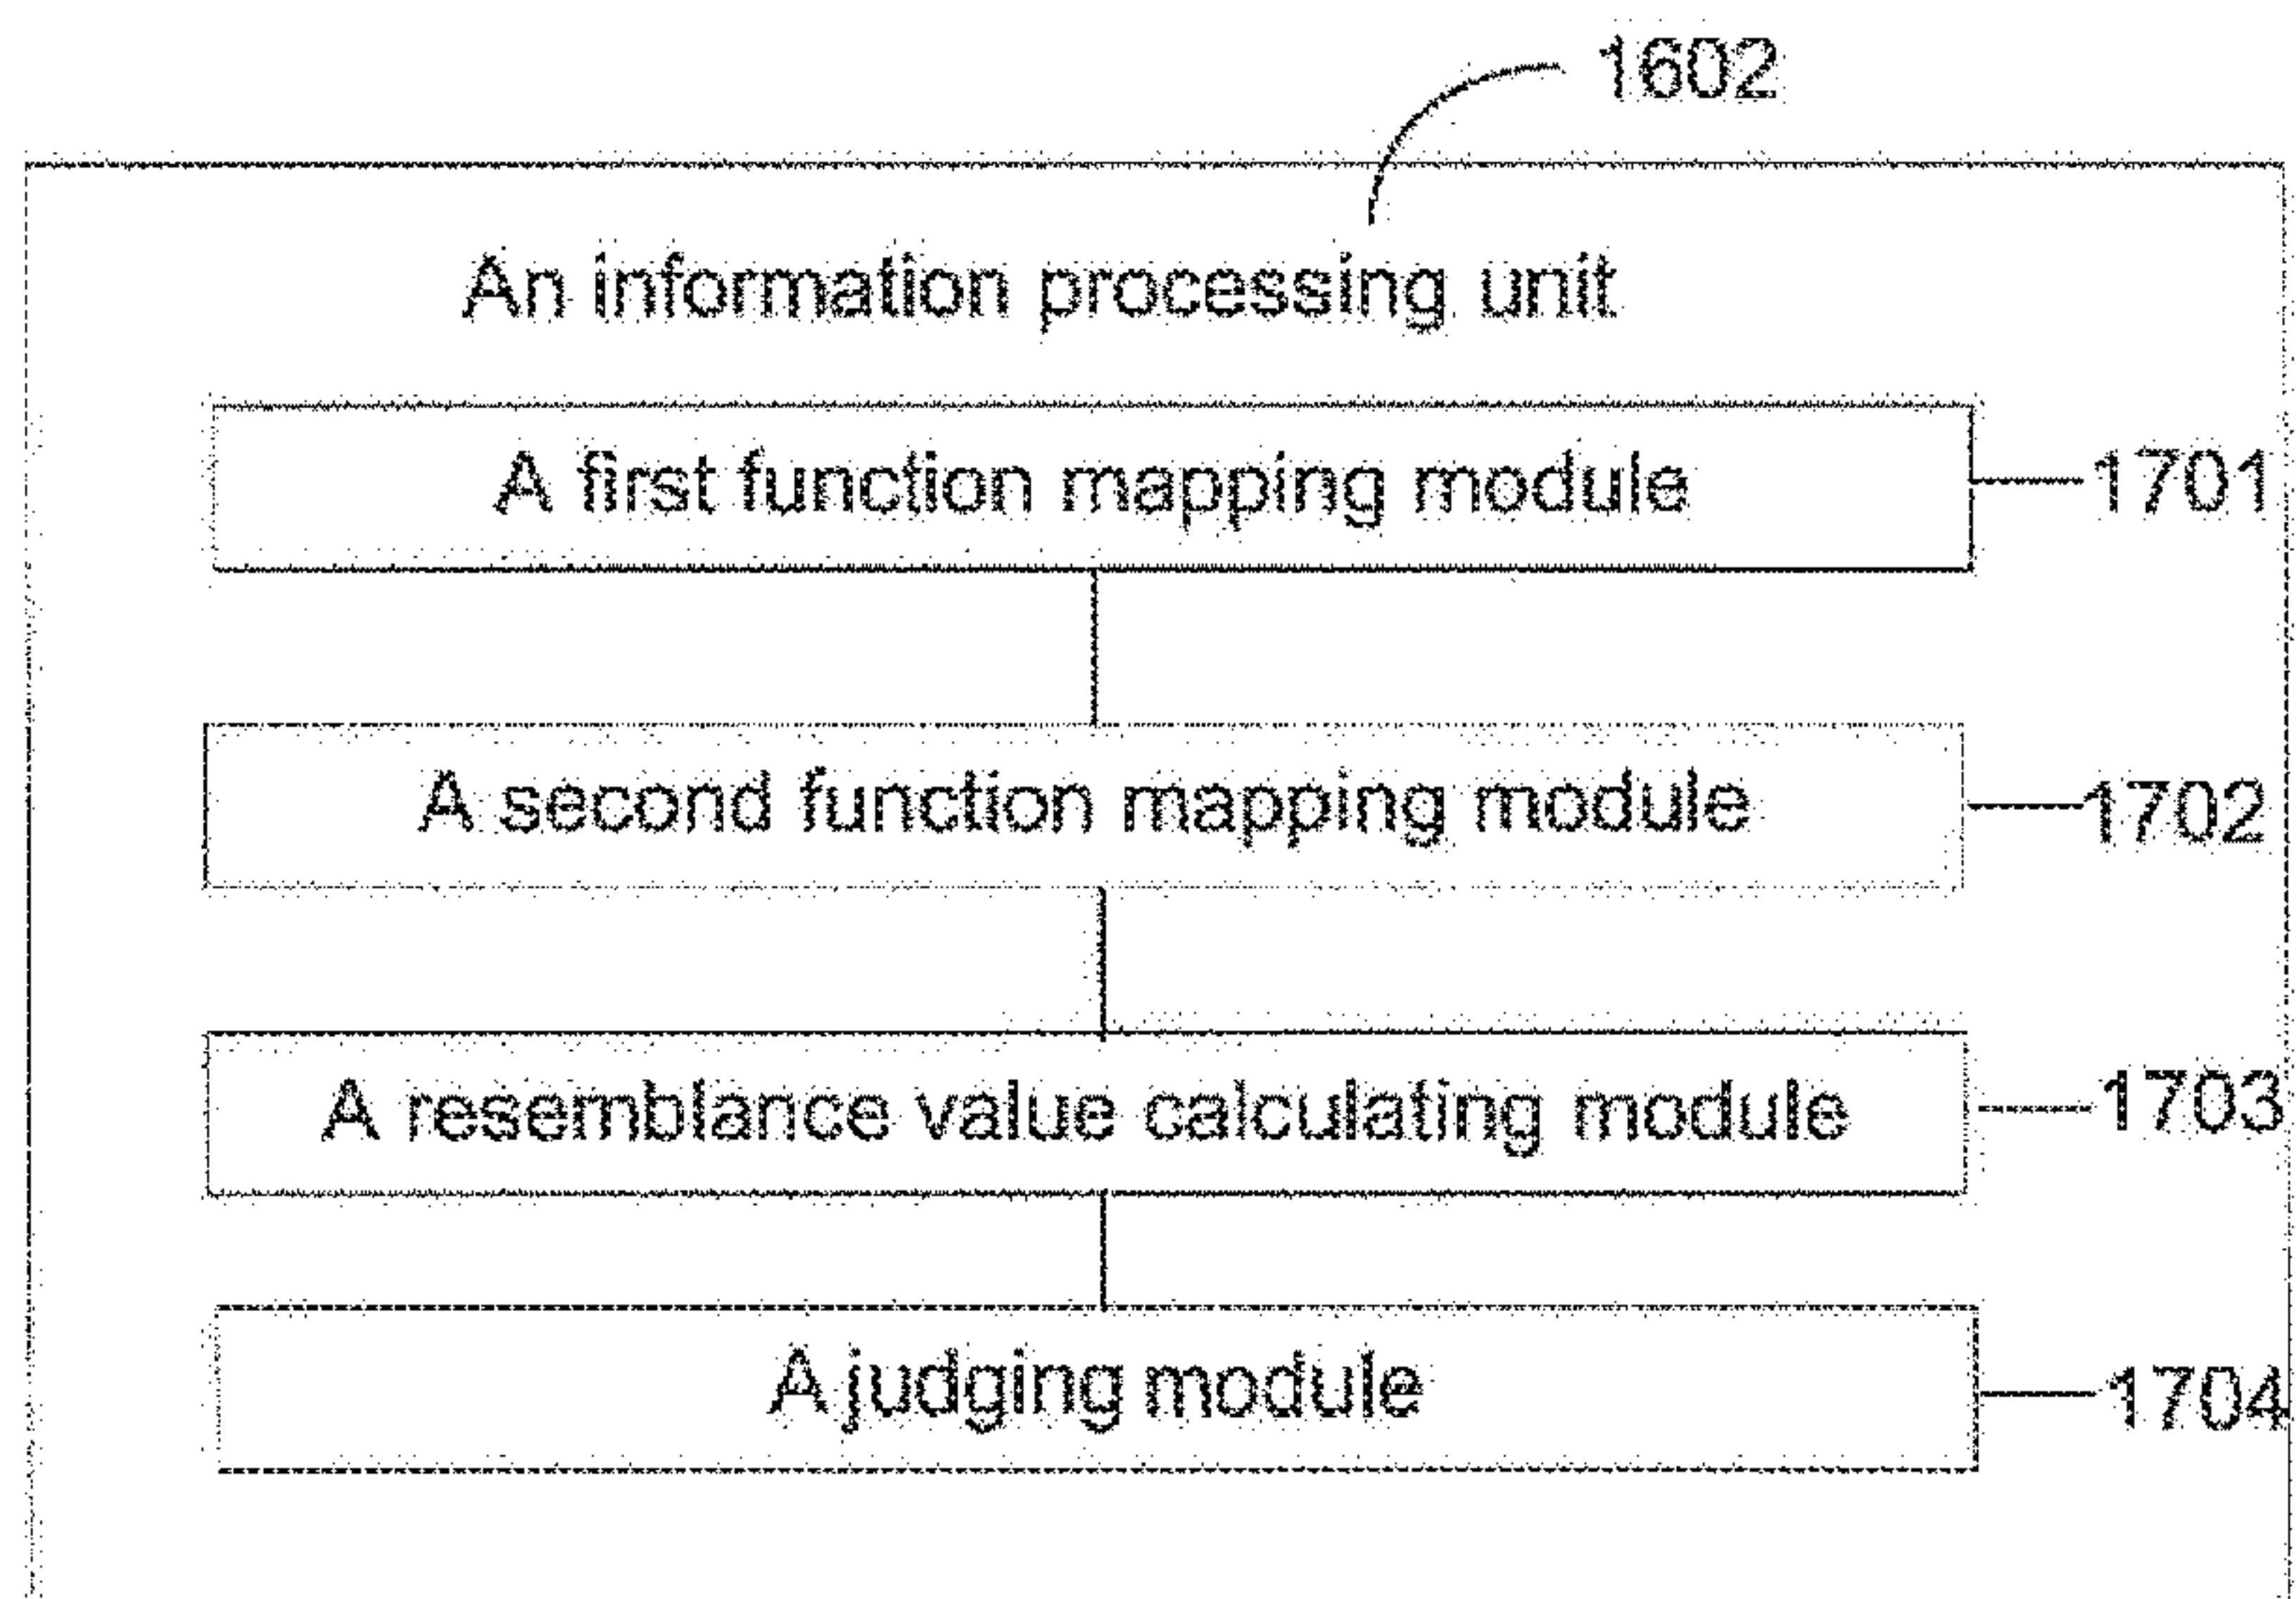 1602
An information processing unit
A first function mapping module
1701
A second function mapping module
1702
A resemblance value calculating module
1703
A judging module
1704